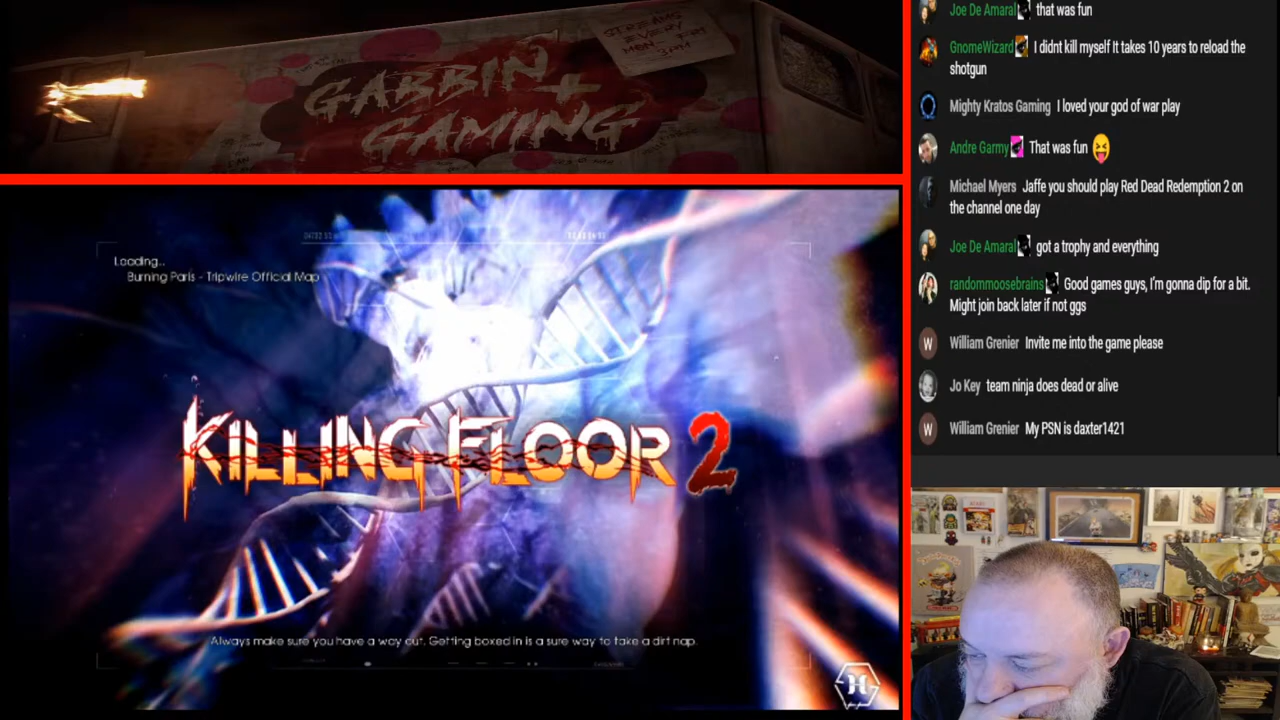 STREAMS
EVERY
GABBIN +
GAMING
Loading..
Burning Paris - Tripwire Official Map
KILLING FLOOR 2
Always make sure you have a way out. Getting boxed in is a sure way to take a dirt nap.
Joe De Amaral that was fun
GnomeWizard I didnt kill myself It takes 10 years to reload the
shotgun
Mighty Kratos Gaming I loved your god of war play
Andre Garmy That was fun 😝
Michael Myers Jaffe you should play Red Dead Redemption 2 on
the channel one day
Joe De Amaral got a trophy and everything
randommoosebrains Good games guys, I'm gonna dip for a bit.
Might join back later if not ggs
W William Grenier Invite me into the game please
Jo Key team ninja does dead or alive
W William Grenier My PSN is daxter1421